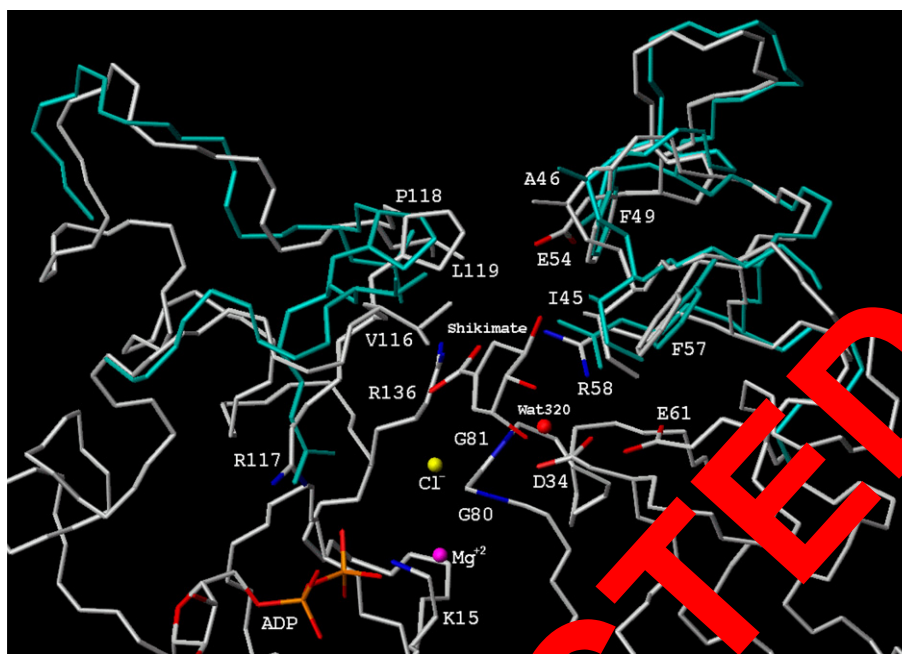 A46
P118
F49
E54
L119
I45
Shikimate
V116
F57
R136
R58
Wat320
E61
G81
R117
D34
Cl⁻
G80
Mg⁺²
K15
ADP
CTED